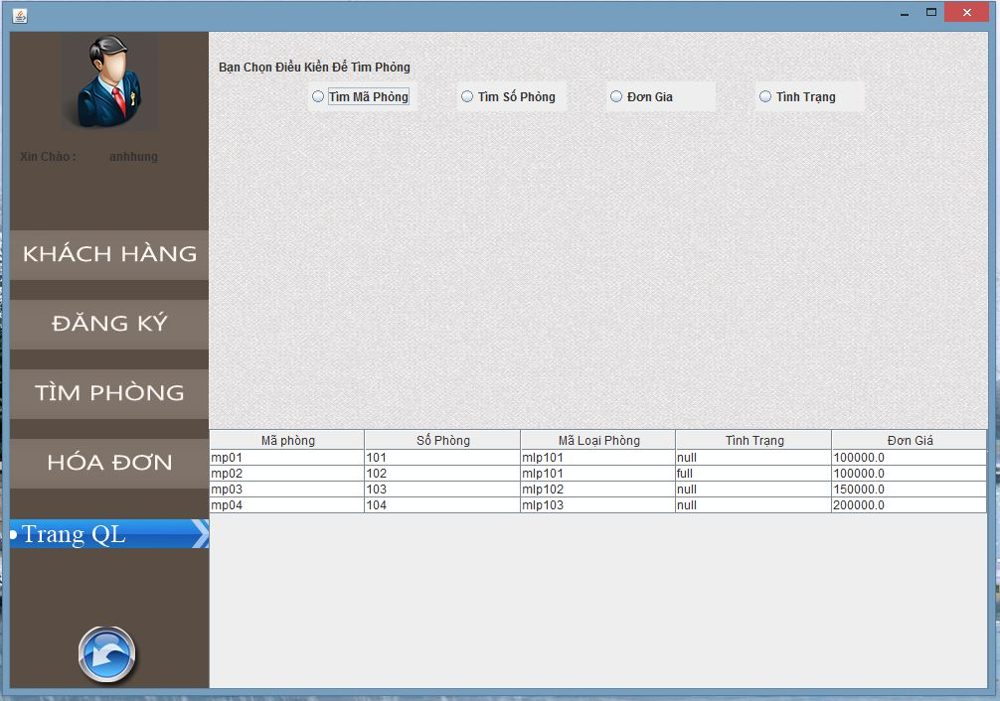 Xin Chào : anhhung
KHÁCH HÀNG
ĐĂNG KÝ
TÌM PHÒNG
HÓA ĐƠN
Trang QL
Bạn Chọn Điều Kiền Để Tìm Phòng
Tìm Mã Phòng Tìm Số Phòng Đơn Gia Tình Trạng
Mã phòng Số Phòng Mã Loại Phòng Tình Trạng Đơn Giá
mp01 101 mlp101 null 100000.0
mp02 102 mlp101 full 100000.0
mp03 103 mlp102 null 150000.0
mp04 104 mlp103 null 200000.0